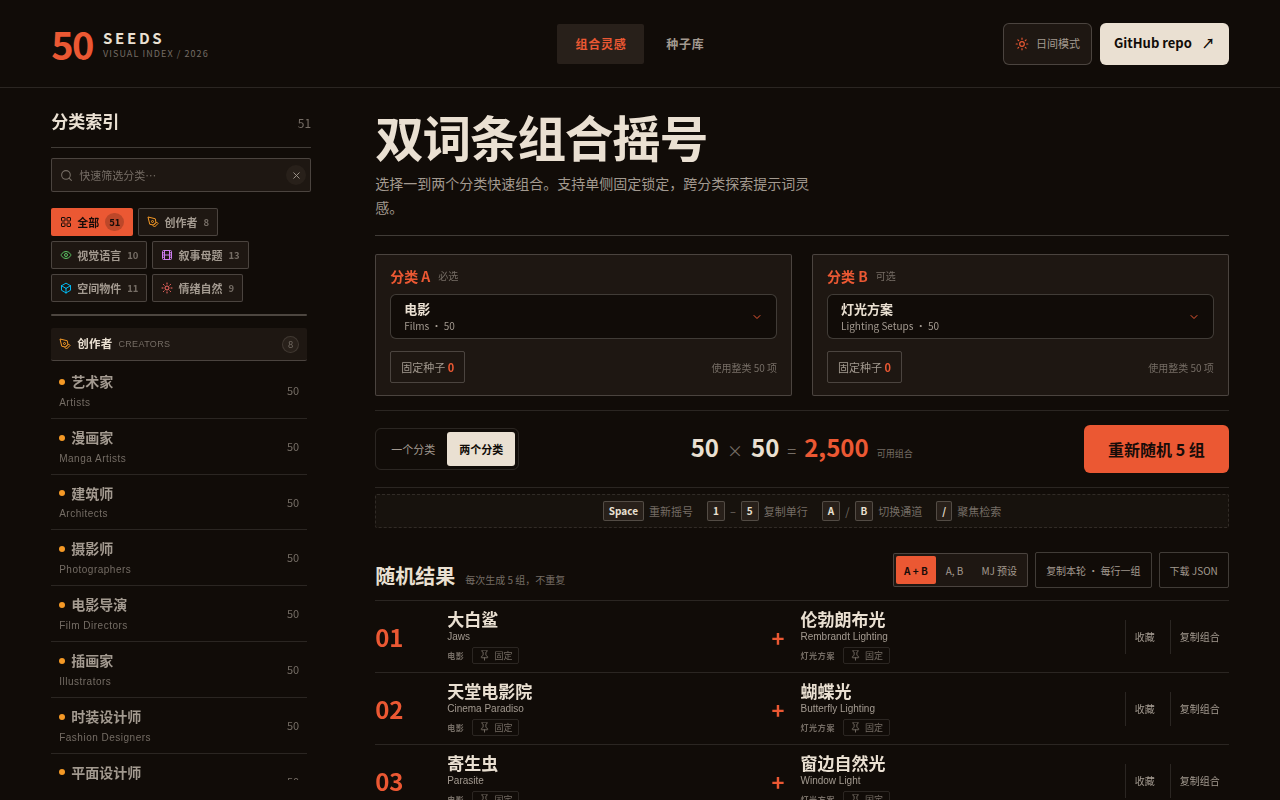 50 SEEDS
VISUAL INDEX / 2026
组合灵感
种子库
日间模式
GitHub repo ↗
分类索引 51
快速筛选分类…
全部 51
创作者 8
视觉语言 10
叙事母题 13
空间物件 11
情绪自然 9
创作者 CREATORS 8
艺术家
Artists
50
漫画家
Manga Artists
50
建筑师
Architects
50
摄影师
Photographers
50
电影导演
Film Directors
50
插画家
Illustrators
50
时装设计师
Fashion Designers
50
平面设计师
双词条组合摇号
选择一到两个分类快速组合。支持单侧固定锁定，跨分类探索提示词灵
感。
分类 A 必选
电影
Films · 50
固定种子 0
使用整类 50 项
分类 B 可选
灯光方案
Lighting Setups · 50
固定种子 0
使用整类 50 项
一个分类 两个分类
50 × 50 = 2,500 可用组合
重新随机 5 组
Space 重新摇号 1 – 5 复制单行 A / B 切换通道 / 聚焦检索
随机结果 每次生成 5 组，不重复
A + B
A, B
MJ 预设
复制本轮 · 每行一组
下载 JSON
01
大白鲨
Jaws
电影 固定
+
伦勃朗布光
Rembrandt Lighting
灯光方案 固定
收藏
复制组合
02
天堂电影院
Cinema Paradiso
电影 固定
+
蝴蝶光
Butterfly Lighting
灯光方案 固定
收藏
复制组合
03
寄生虫
Parasite
电影 固定
+
窗边自然光
Window Light
灯光方案 固定
收藏
复制组合